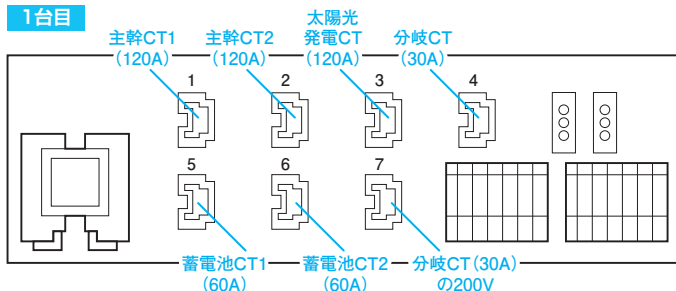 1台目
主幹CT1
(120A)
主幹CT2
(120A)
太陽光
発電CT
(120A)
分岐CT
(30A)
1
2
3
4
5
6
7
蓄電池CT1
(60A)
蓄電池CT2
(60A)
分岐CT(30A)
の200V